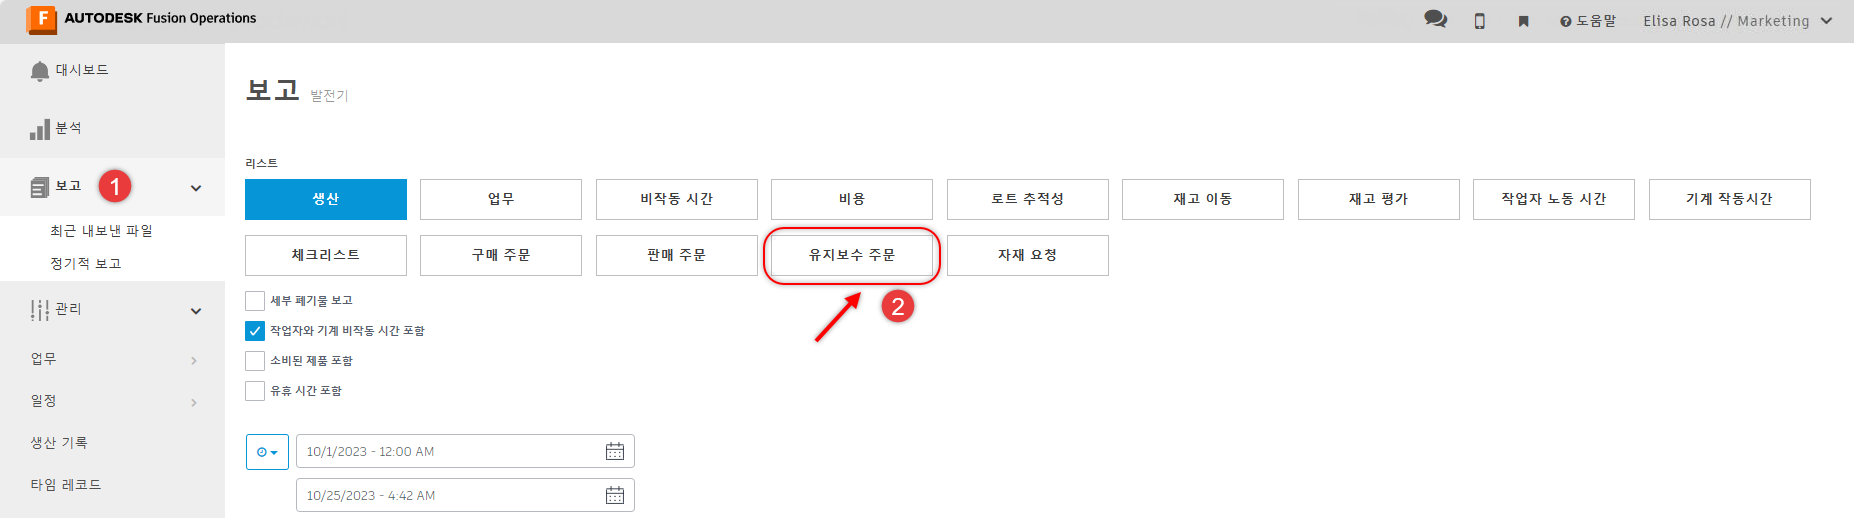 F AUTODESK Fusion Operations
도움말
Elisa Rosa // Marketing
대시보드
분석
보고 1
최근 내보낸 파일
정기적 보고
관리
업무
일정
생산 기록
타임 레코드
보고 발전기
리스트
생산 업무 비작동 시간 비용 로트 추적성 재고 이동 재고 평가 작업자 노동 시간 기계 작동시간
체크리스트 구매 주문 판매 주문 유지보수 주문 자재 요청
2
세부 폐기물 보고
작업자와 기계 비작동 시간 포함
소비된 제품 포함
유휴 시간 포함
10/1/2023 - 12:00 AM
10/25/2023 - 4:42 AM